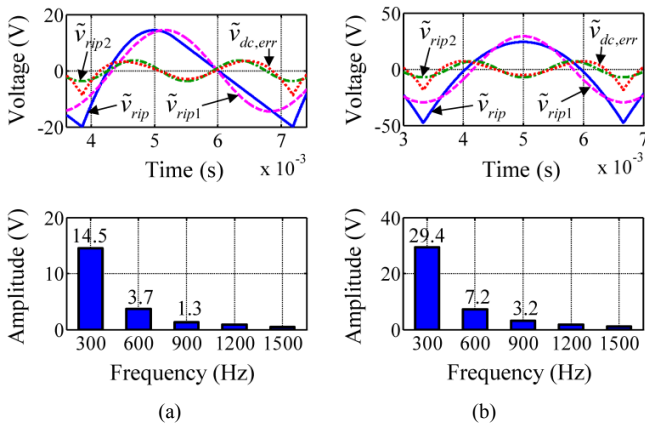 ṽrip2
ṽdc,err
Voltage (V)
20
0
-20
ṽrip
ṽrip1
4
5
6
7
Time (s)
x 10-3
ṽrip2
ṽdc,err
Voltage (V)
50
0
-50
ṽrip
ṽrip1
3
4
5
6
7
Time (s)
x 10-3
Amplitude (V)
20
10
0
14.5
3.7
1.3
300 600 900 1200 1500
Frequency (Hz)
(a)
Amplitude (V)
40
20
0
29.4
7.2
3.2
300 600 900 1200 1500
Frequency (Hz)
(b)